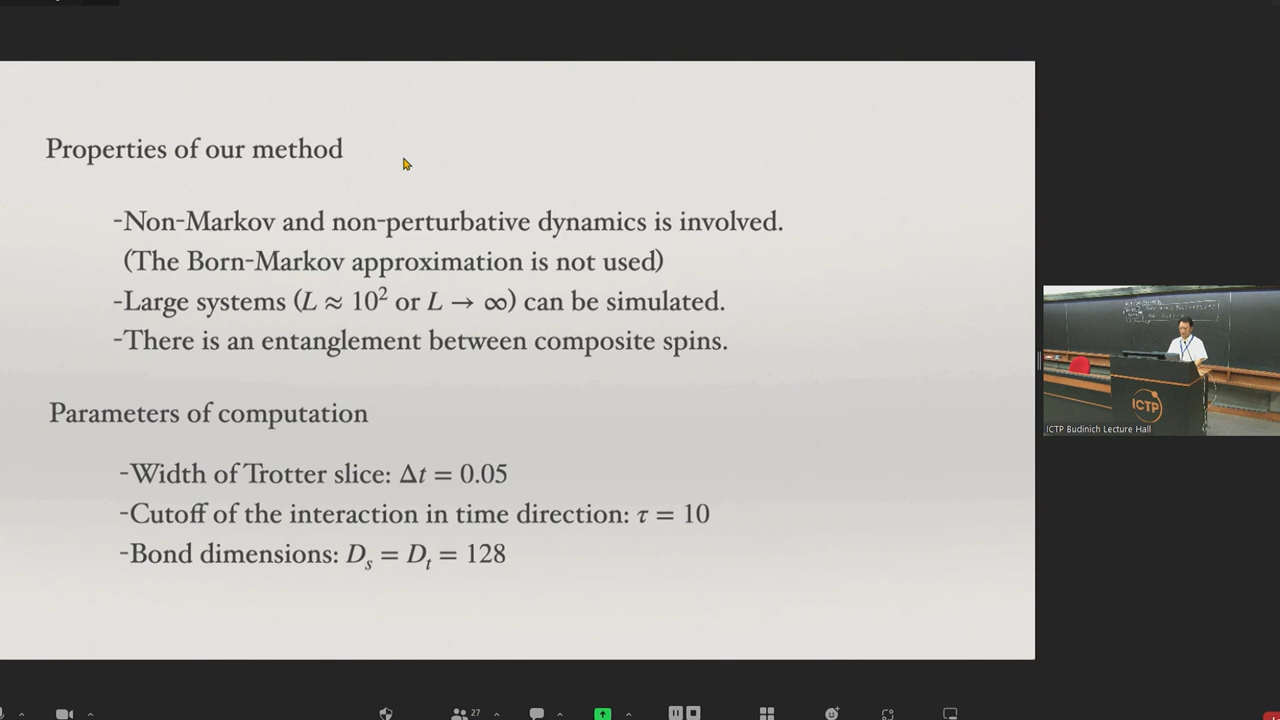 Properties of our method
-Non-Markov and non-perturbative dynamics is involved.
(The Born-Markov approximation is not used)
-Large systems (L ≈ 10² or L → ∞) can be simulated.
-There is an entanglement between composite spins.
Parameters of computation
-Width of Trotter slice: Δt = 0.05
-Cutoff of the interaction in time direction: τ = 10
-Bond dimensions: Dₛ = Dₜ = 128
ICTP
ICTP Budinich Lecture Hall
27